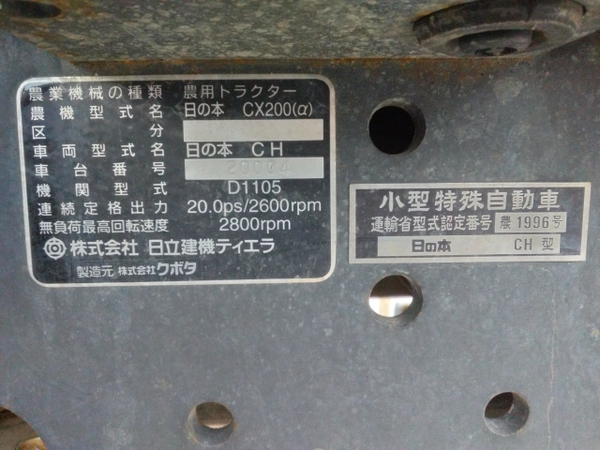 農業機械の種類 農用トラクター
農機型式名 日の本 CX200(α)
区分
車両型式名 日の本 CH
車台番号
機関型式 D1105
連続定格出力 20.0ps/2600rpm
無負荷最高回転速度 2800rpm
株式会社 日立建機ティエラ
製造元 株式会社クボタ
小型特殊自動車
運輸省型式認定番号 農1996号
日の本 CH型